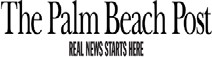 The Palm Beach Post
REAL NEWS STARTS HERE